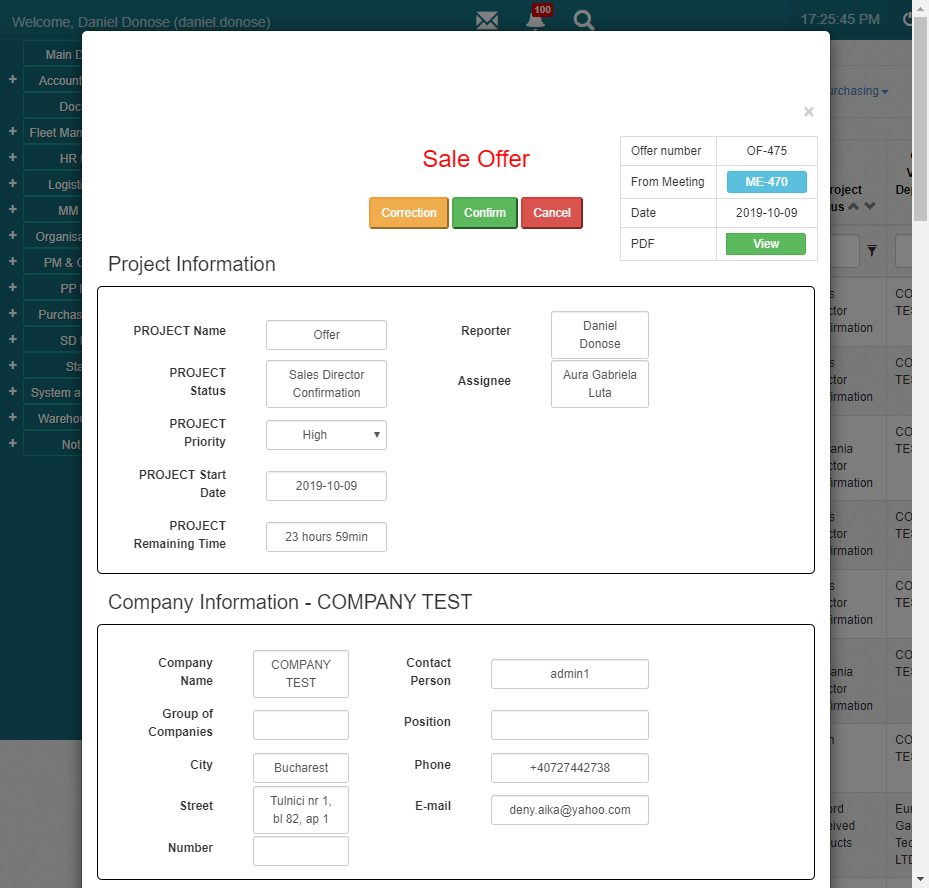 Welcome, Daniel Donose (daniel.donose)
100
17:25:45 PM
Main D
+ Account
Doc
+ Fleet Man
+ HR
+ Logisti
+ MM
+ Organisa
+ PM & C
+ PP
+ Purchas
+ SD
+ Sta
+ System a
+ Wareho
+ Not
urchasing
×
Sale Offer
Correction Confirm Cancel
Offer number OF-475
From Meeting ME-470
Date 2019-10-09
PDF View
Project Information
PROJECT Name Offer
Reporter Daniel
Donose
PROJECT
Status
Sales Director
Confirmation
Assignee Aura Gabriela
Luta
PROJECT
Priority
High
PROJECT Start
Date
2019-10-09
PROJECT
Remaining Time
23 hours 59min
Company Information - COMPANY TEST
Company
Name
COMPANY
TEST
Contact
Person
admin1
Group of
Companies
Position
City Bucharest
Phone +40727442738
Street Tulnici nr 1,
bl 82, ap 1
E-mail deny.aika@yahoo.com
Number
roject
us
De
s
ctor
irmation
CO
TES
s
ctor
irmation
CO
TES
ania
ctor
irmation
CO
TES
s
ctor
irmation
CO
TES
s
ctor
irmation
CO
TES
ania
ctor
irmation
CO
TES
CO
TES
ord
eived
ucts
Eur
Ga
Tec
LTD